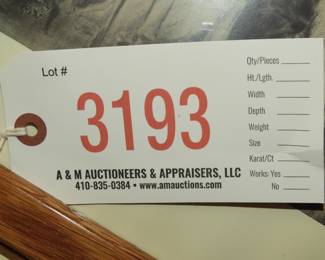 Lot #
3193
A & M AUCTIONEERS & APPRAISERS, LLC
410-835-0384 • www.amauctions.com
Qty/Pieces
Ht./Lgth.
Width
Depth
Weight
Size
Karat/Ct
Works: Yes
No